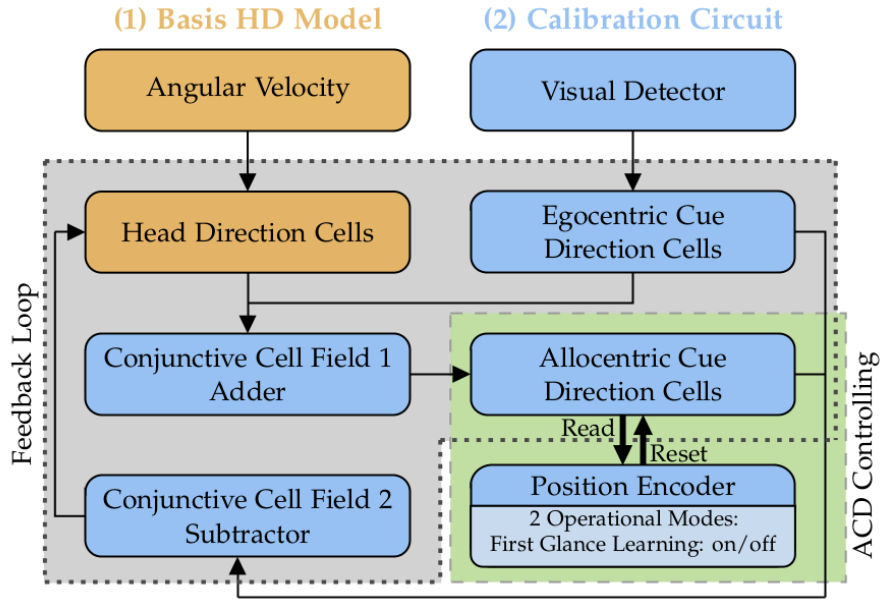 (1) Basis HD Model
(2) Calibration Circuit
Angular Velocity
Visual Detector
Head Direction Cells
Egocentric Cue
Direction Cells
Feedback Loop
Conjunctive Cell Field 1
Adder
Allocentric Cue
Direction Cells
ACD Controlling
Read
Reset
Conjunctive Cell Field 2
Subtractor
Position Encoder
2 Operational Modes:
First Glance Learning: on/off